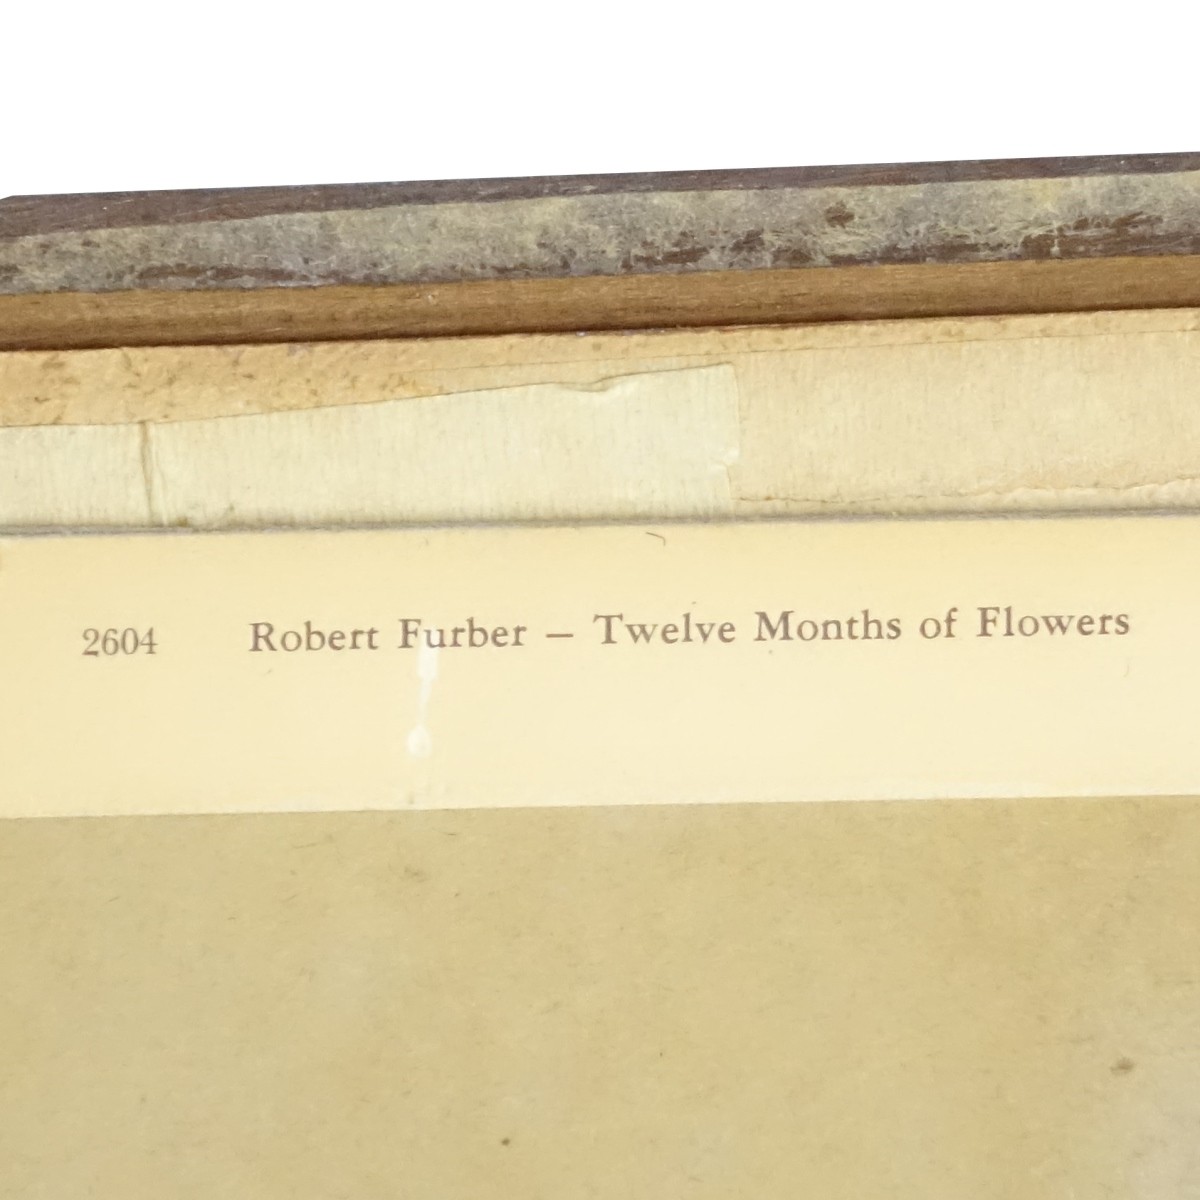 2604 Robert Furber – Twelve Months of Flowers